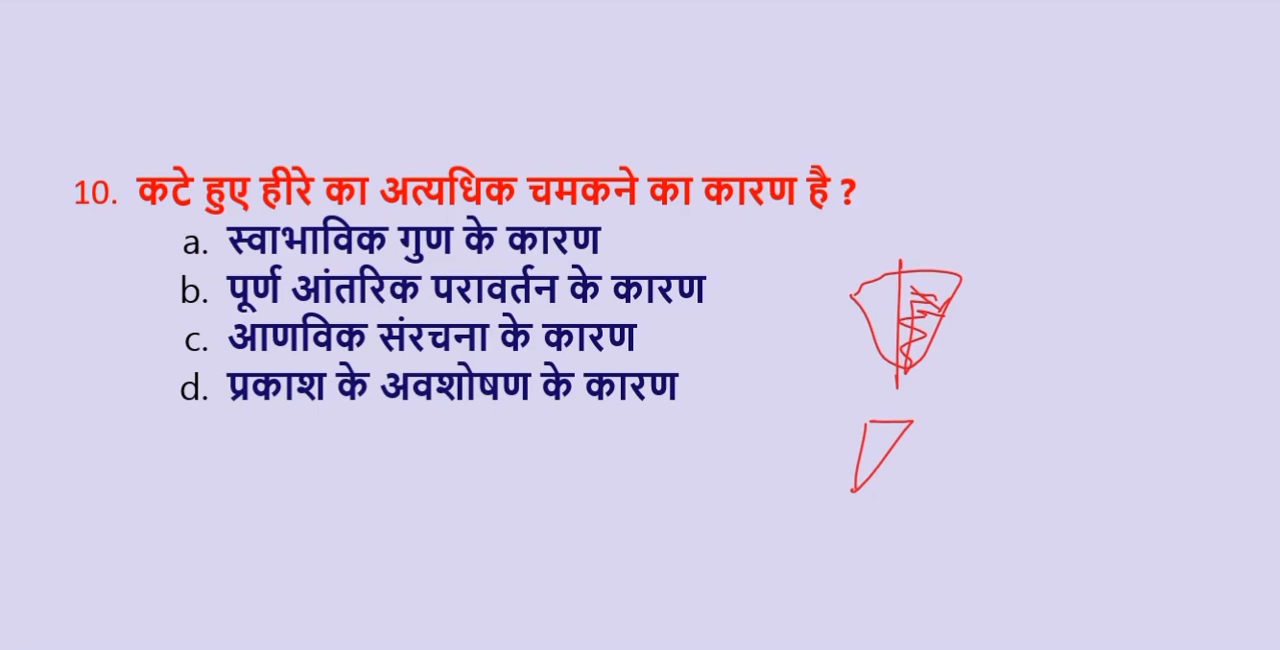 10. कटे हुए हीरे का अत्यधिक चमकने का कारण है ?
a. स्वाभाविक गुण के कारण
b. पूर्ण आंतरिक परावर्तन के कारण
c. आणविक संरचना के कारण
d. प्रकाश के अवशोषण के कारण